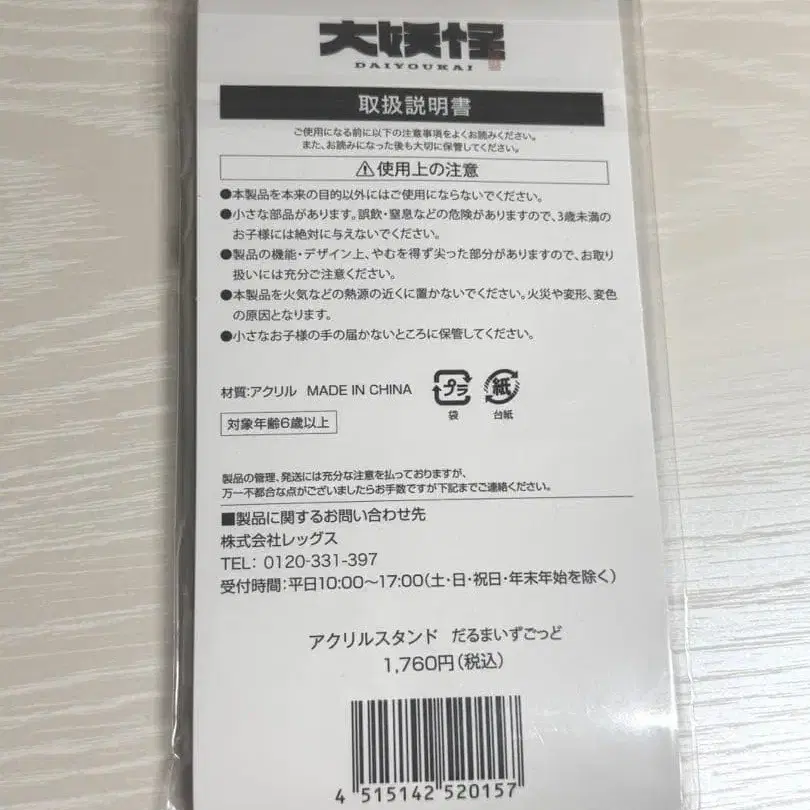 大妖怪
DAIYOUKAI
取扱説明書
ご使用になる前に以下の注意事項をよくお読みください。
また、お読みになった後も大切に保管してください。
⚠使用上の注意
●本製品を本来の目的以外にはご使用にならないでください。
●小さな部品があります。誤飲・窒息などの危険がありますので、3歳未満の
お子様には絶対に与えないでください。
●製品の機能・デザイン上、やむを得ず尖った部分がありますので、お取り
扱いには充分ご注意ください。
●本製品を火気などの熱源の近くに置かないでください。火災や変形、変色
の原因となります。
●小さなお子様の手の届かないところに保管してください。
材質:アクリル MADE IN CHINA
プラ 紙
袋 台紙
対象年齢6歳以上
製品の管理、発送には充分な注意を払っておりますが、
万一不都合な点がございましたらお手数ですが下記までご連絡ください。
■製品に関するお問い合わせ先
株式会社レッグス
TEL: 0120-331-397
受付時間:平日10:00～17:00(土・日・祝日・年末年始を除く)
アクリルスタンド だるまいずごっど
1,760円(税込)
4 515142 520157